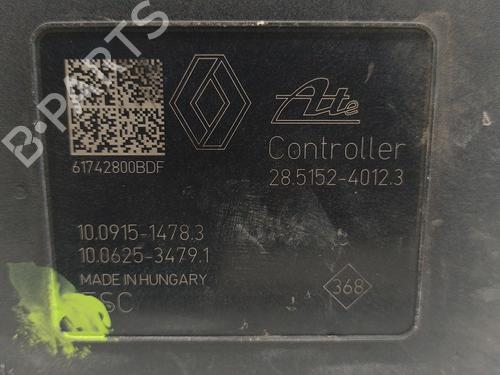 B-PARTS
Ate
Controller
61742800BDF
28.5152-4012.3
10.0915-1478.3
10.0625-3479.1
MADE IN HUNGARY
ESC
368